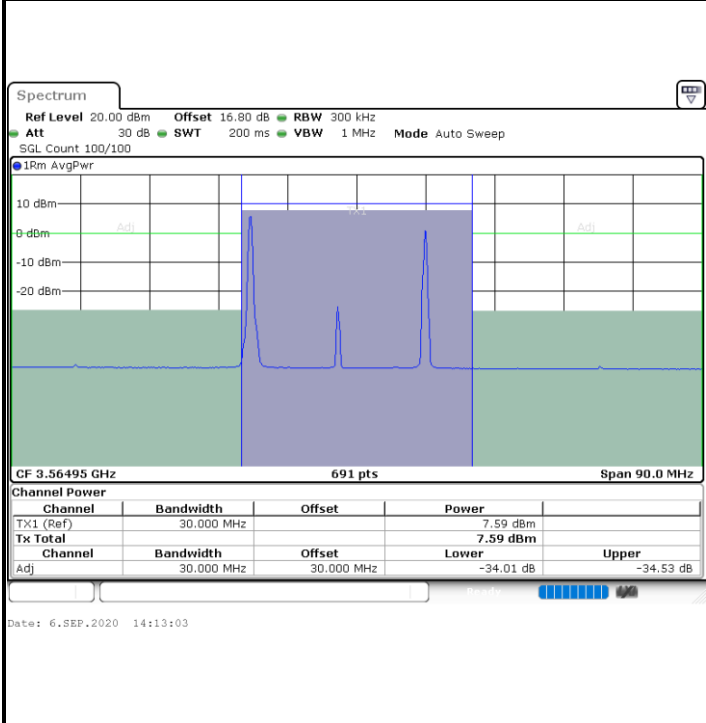 Spectrum
Ref Level 20.00 dBm Offset 16.80 dB RBW 300 kHz
Att 30 dB SWT 200 ms VBW 1 MHz Mode Auto Sweep
SGL Count 100/100
1Rm AvgPwr
10 dBm
TX1
Adj Adj
0 dBm
-10 dBm
-20 dBm
CF 3.56495 GHz 691 pts Span 90.0 MHz
Channel Power
Channel Bandwidth Offset Power
TX1 (Ref) 30.000 MHz 7.59 dBm
Tx Total 7.59 dBm
Channel Bandwidth Offset Lower Upper
Adj 30.000 MHz 30.000 MHz -34.01 dB -34.53 dB
Ready
Date: 6.SEP.2020 14:13:03